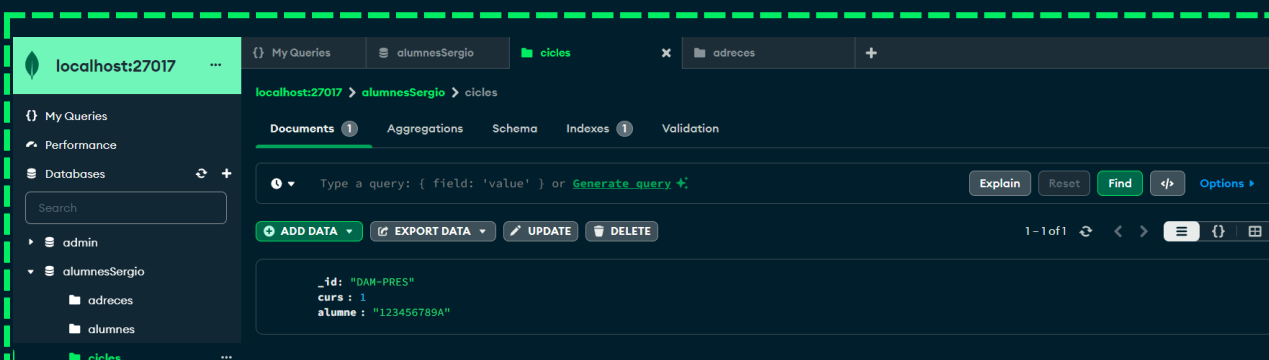 localhost:27017 ...
{} My Queries
Performance
Databases
Search
admin
alumnesSergio
adreces
alumnes
cicles ...
{} My Queries alumnesSergio cicles adreces
localhost:27017 > alumnesSergio > cicles
Documents 1 Aggregations Schema Indexes 1 Validation
Type a query: { field: 'value' } or Generate query Explain Reset Find </> Options
ADD DATA EXPORT DATA UPDATE DELETE 1–1 of 1 {}
_id: "DAM-PRES"
curs : 1
alumne : "123456789A"